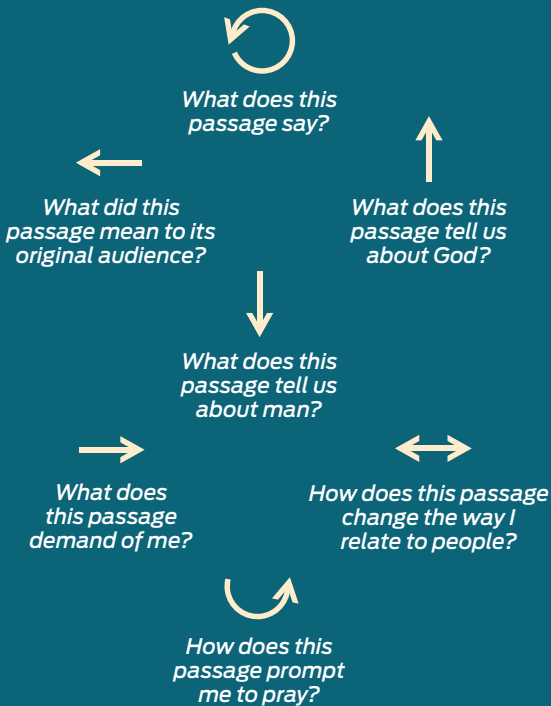 What does this
passage say?
What did this
passage mean to its
original audience?
What does this
passage tell us
about God?
What does this
passage tell us
about man?
What does
this passage
demand of me?
How does this passage
change the way I
relate to people?
How does this
passage prompt
me to pray?